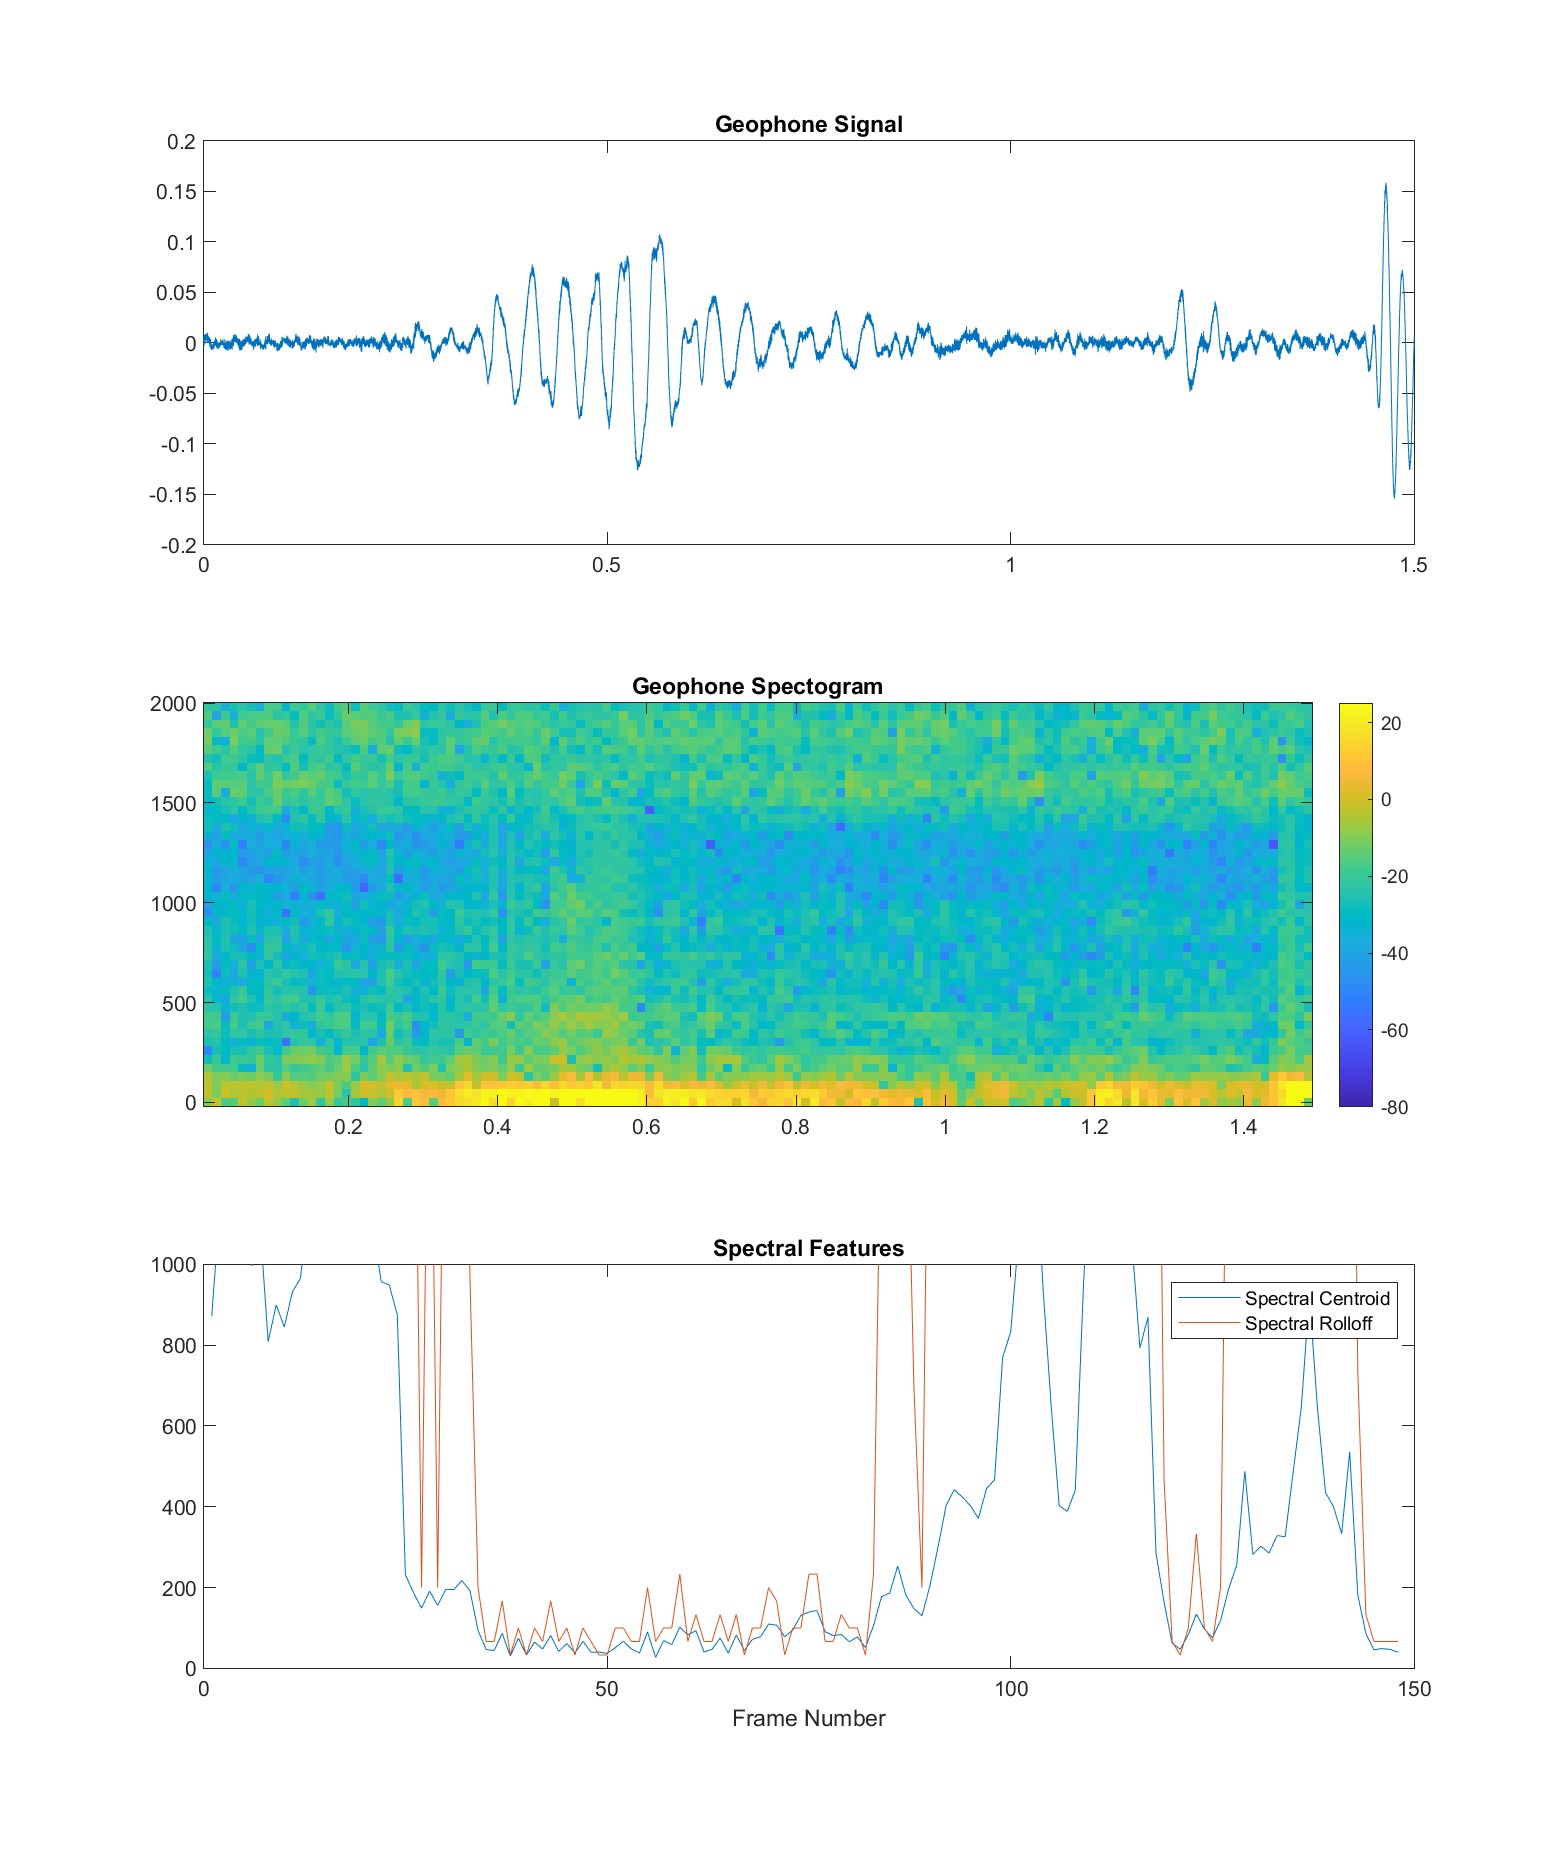 Geophone Signal
0.2
0.15
0.1
0.05
0
-0.05
-0.1
-0.15
-0.2
0 0.5 1 1.5
Geophone Spectogram
2000
1500
1000
500
0
0.2 0.4 0.6 0.8 1 1.2 1.4
20
0
-20
-40
-60
-80
Spectral Features
1000
800
600
400
200
0
0 50 100 150
Spectral Centroid
Spectral Rolloff
Frame Number